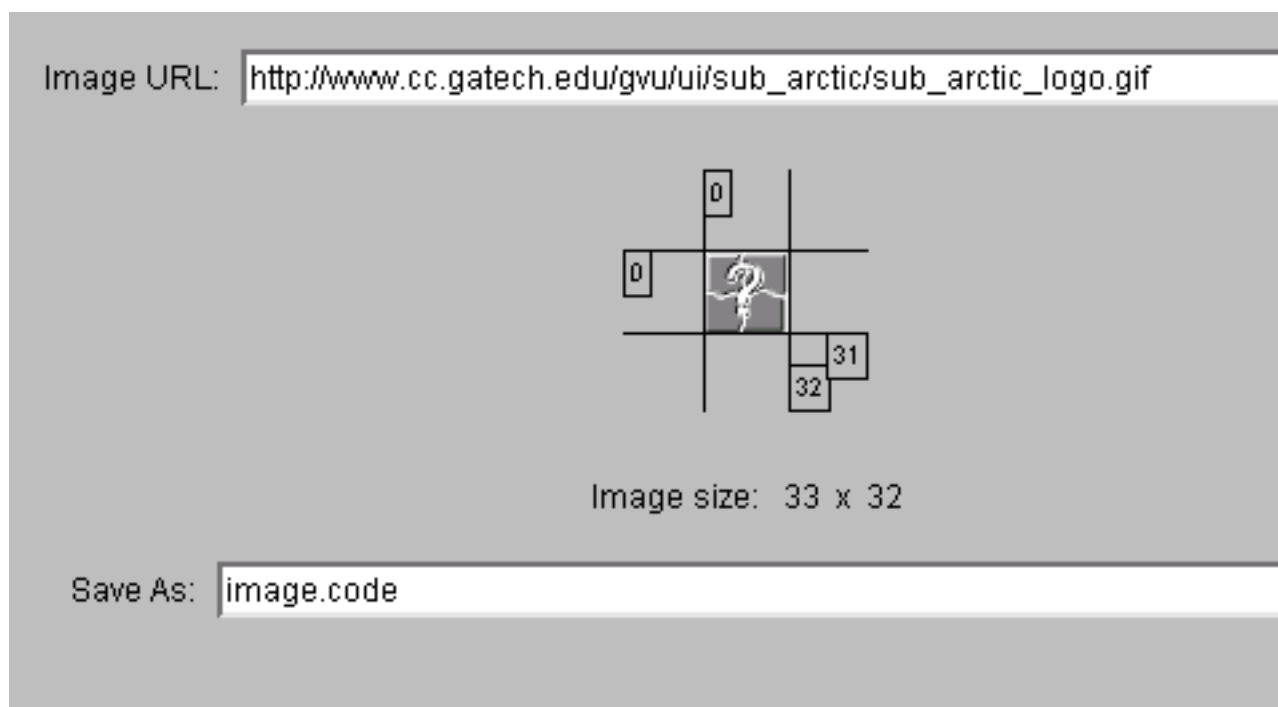 Image URL: http://www.cc.gatech.edu/gvu/ui/sub_arctic/sub_arctic_logo.gif
0
0
?
31
32
Image size: 33 x 32
Save As: image.code